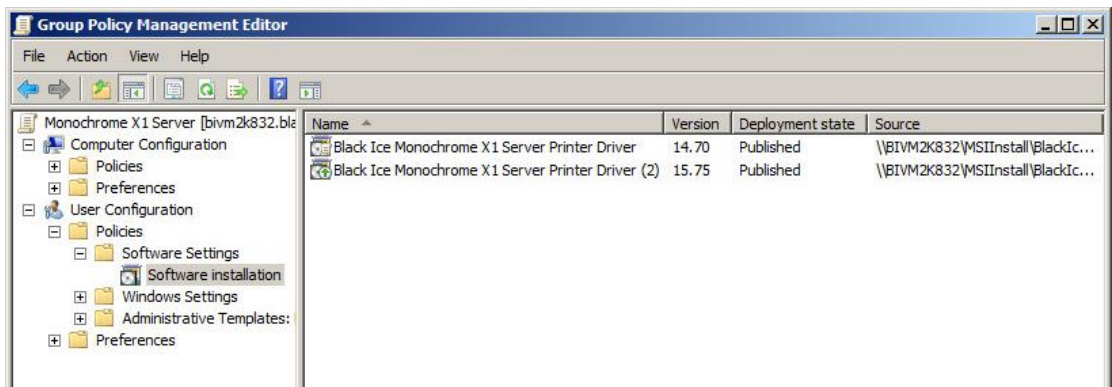 Group Policy Management Editor
File Action View Help
Monochrome X1 Server [bivm2k832.bla
Computer Configuration
Policies
Preferences
User Configuration
Policies
Software Settings
Software installation
Windows Settings
Administrative Templates:
Preferences
Name Version Deployment state Source
Black Ice Monochrome X1 Server Printer Driver 14.70 Published \\BIVM2K832\MSIInstall\BlackIc...
Black Ice Monochrome X1 Server Printer Driver (2) 15.75 Published \\BIVM2K832\MSIInstall\BlackIc...